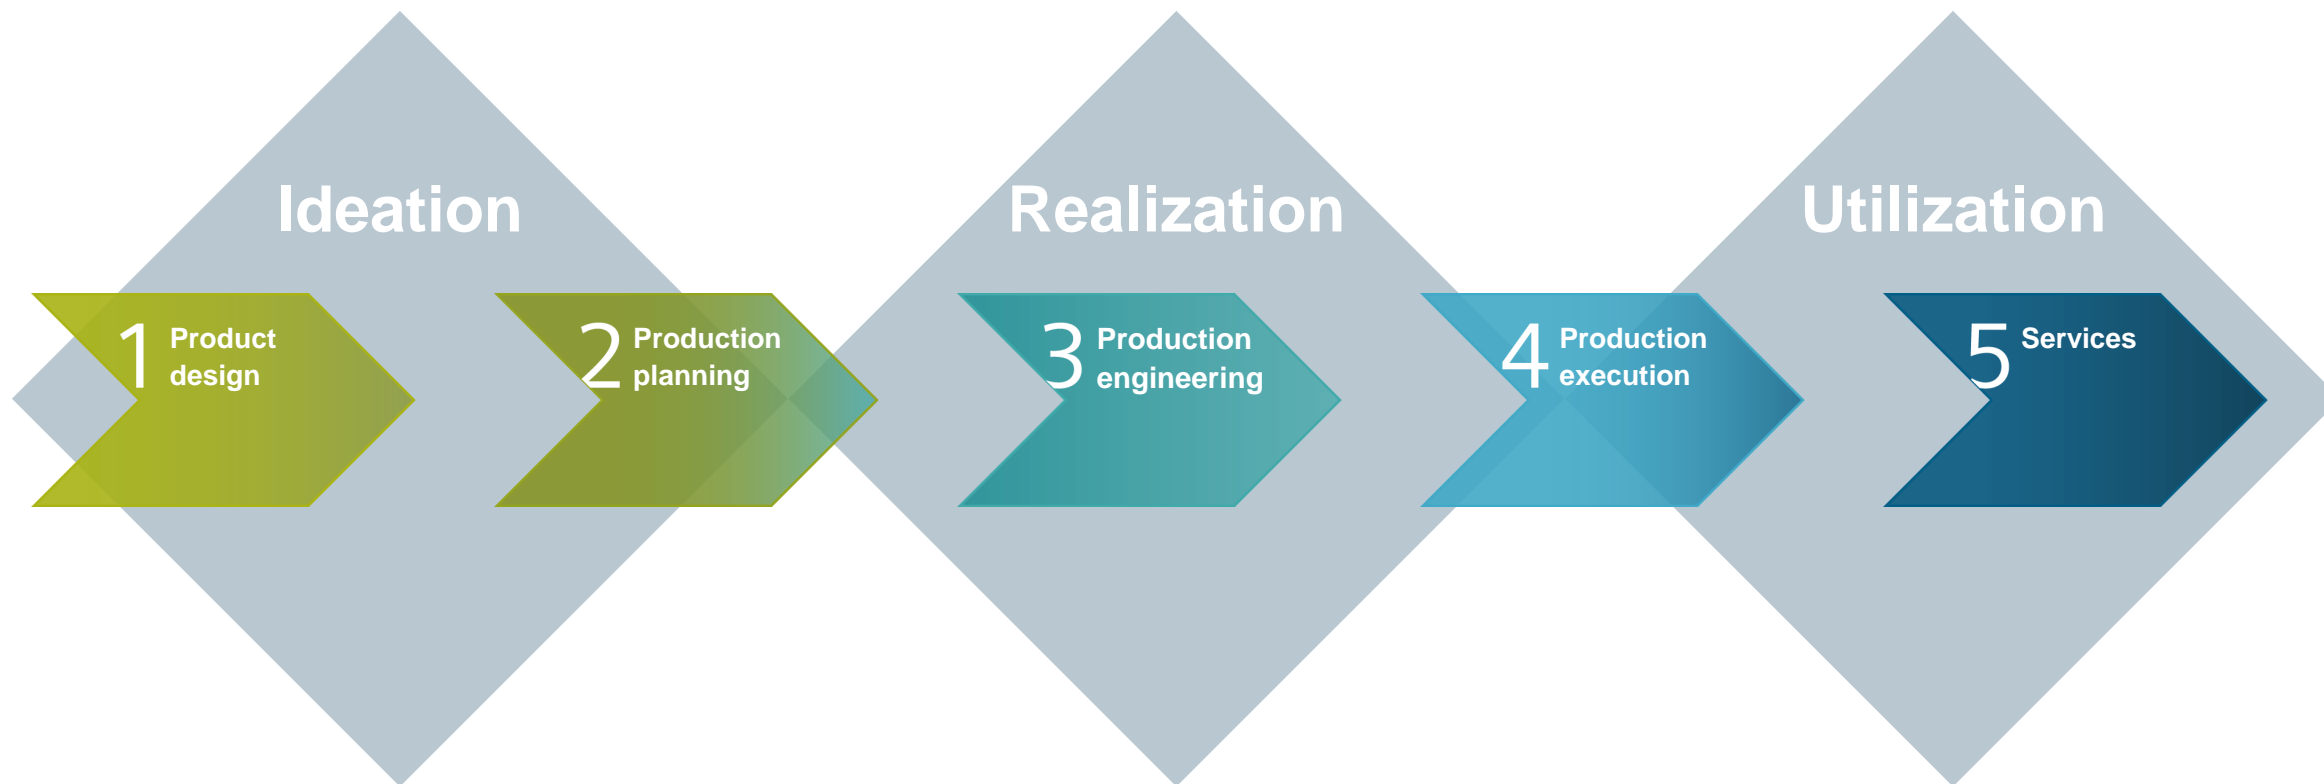 Ideation
Realization
Utilization
1 Product
design
2 Production
planning
3 Production
engineering
4 Production
execution
5 Services